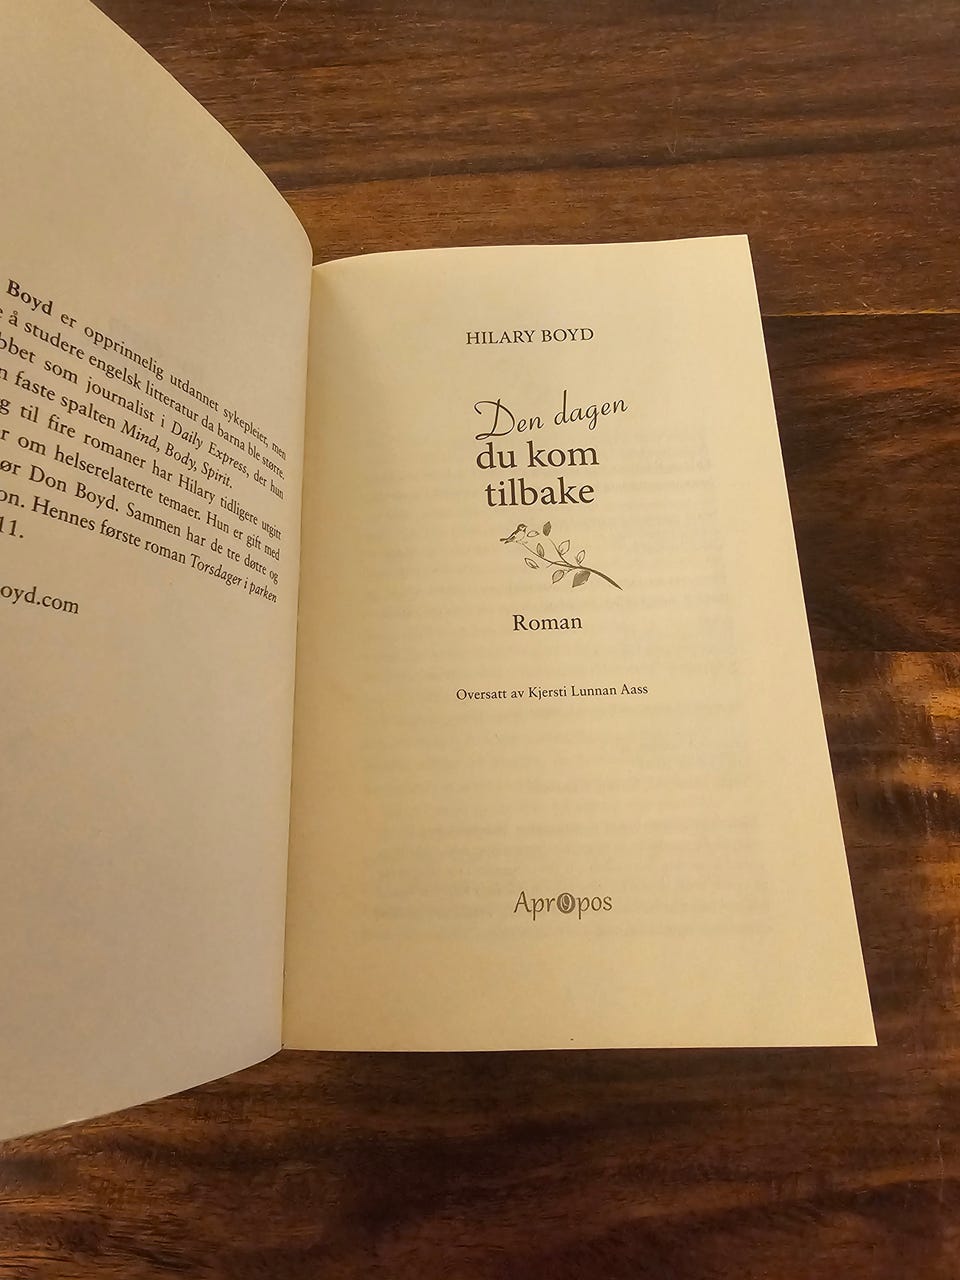 Boyd er opprinnelig utdannet sykepleier, men
å studere engelsk litteratur da barna ble større.
som journalist i Daily Express, der hun
faste spalten Mind, Body, Spirit.
til fire romaner har Hilary tidligere utgitt
om helserelaterte temaer. Hun er gift med
Don Boyd. Sammen har de tre døtre og
Hennes første roman Torsdager i parken
11.
oyd.com
HILARY BOYD
Den dagen
du kom
tilbake
Roman
Oversatt av Kjersti Lunnan Aass
Apropos